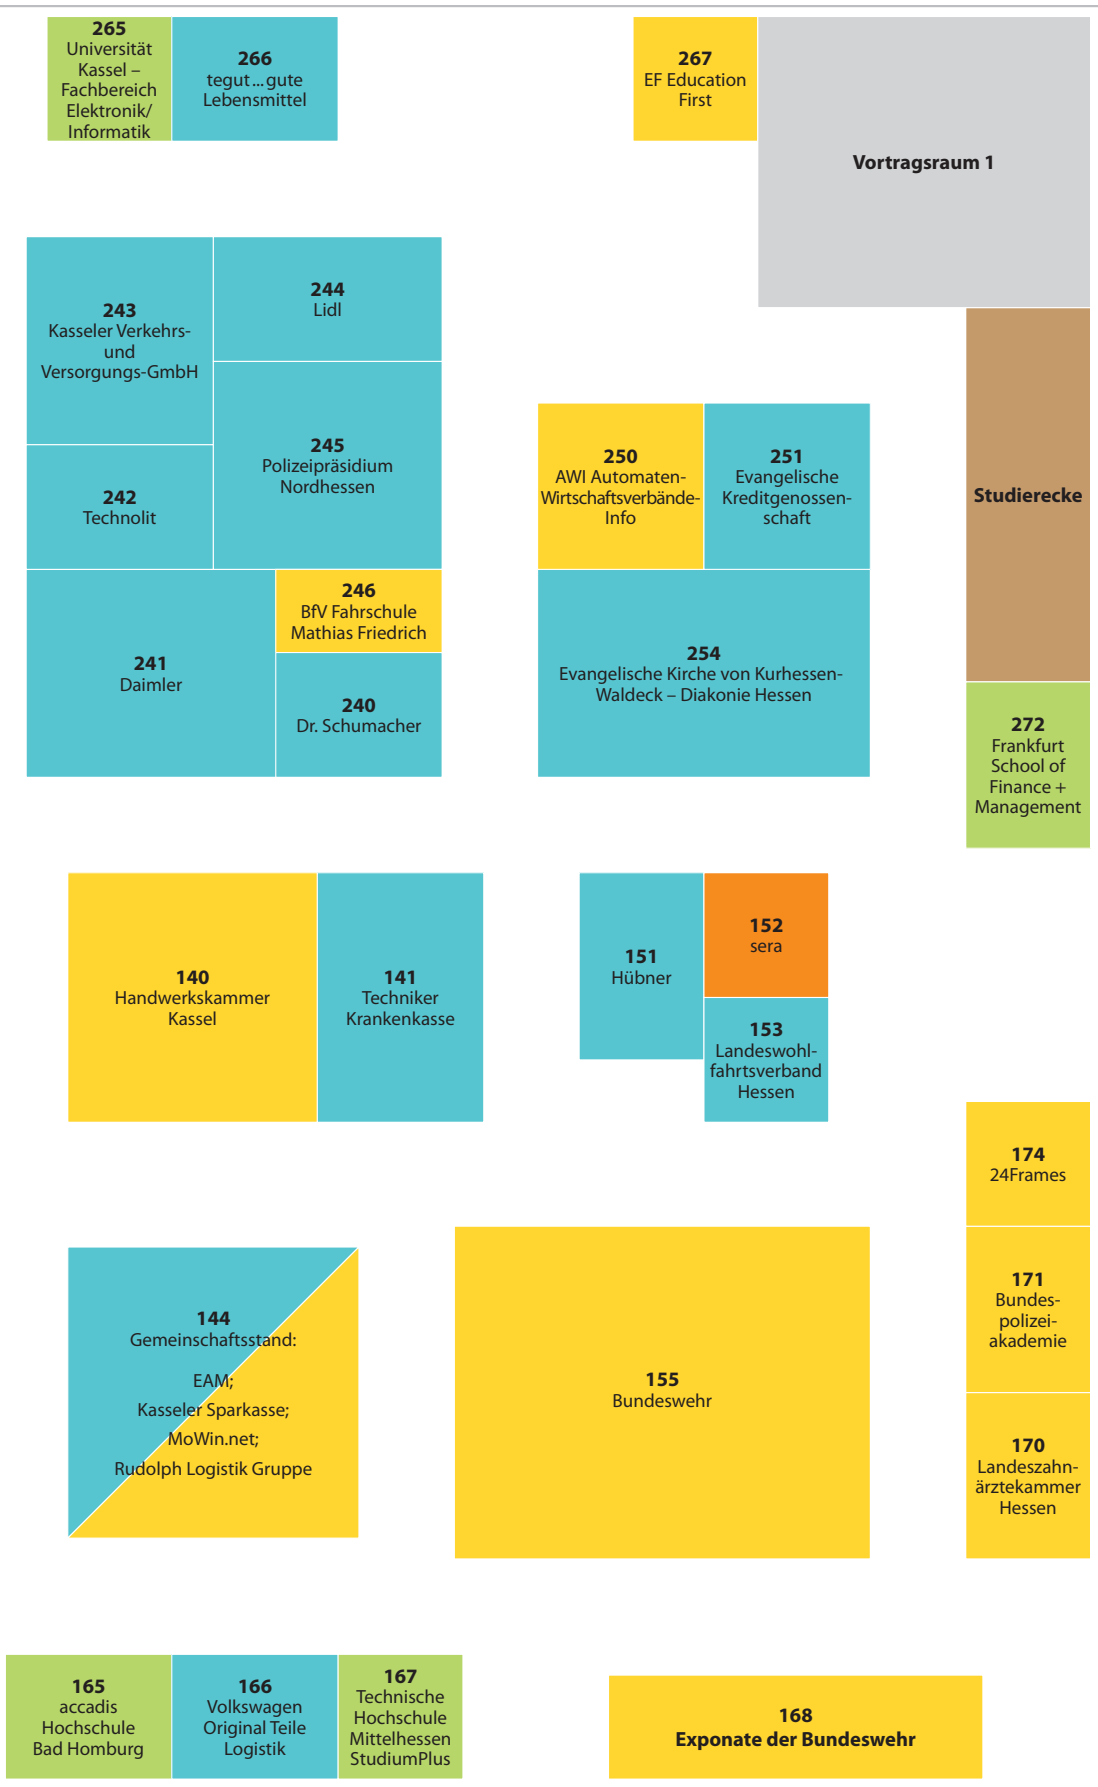 265
Universität
Kassel –
Fachbereich
Elektronik/
Informatik
266
tegut ... gute
Lebensmittel
267
EF Education
First
Vortragsraum 1
243
Kasseler Verkehrs-
und
Versorgungs-GmbH
244
Lidl
245
Polizeipräsidium
Nordhessen
242
Technolit
250
AWI Automaten-
Wirtschaftsverbände-
Info
251
Evangelische
Kreditgenossen-
schaft
Studierecke
246
BfV Fahrschule
Mathias Friedrich
241
Daimler
240
Dr. Schumacher
254
Evangelische Kirche von Kurhessen-
Waldeck – Diakonie Hessen
272
Frankfurt
School of
Finance +
Management
140
Handwerkskammer
Kassel
141
Techniker
Krankenkasse
151
Hübner
152
sera
153
Landeswohl-
fahrtsverband
Hessen
174
24Frames
171
Bundes-
polizei-
akademie
170
Landeszahn-
ärztekammer
Hessen
144
Gemeinschaftsstand:
EAM;
Kasseler Sparkasse;
MoWin.net;
Rudolph Logistik Gruppe
155
Bundeswehr
165
accadis
Hochschule
Bad Homburg
166
Volkswagen
Original Teile
Logistik
167
Technische
Hochschule
Mittelhessen
StudiumPlus
168
Exponate der Bundeswehr